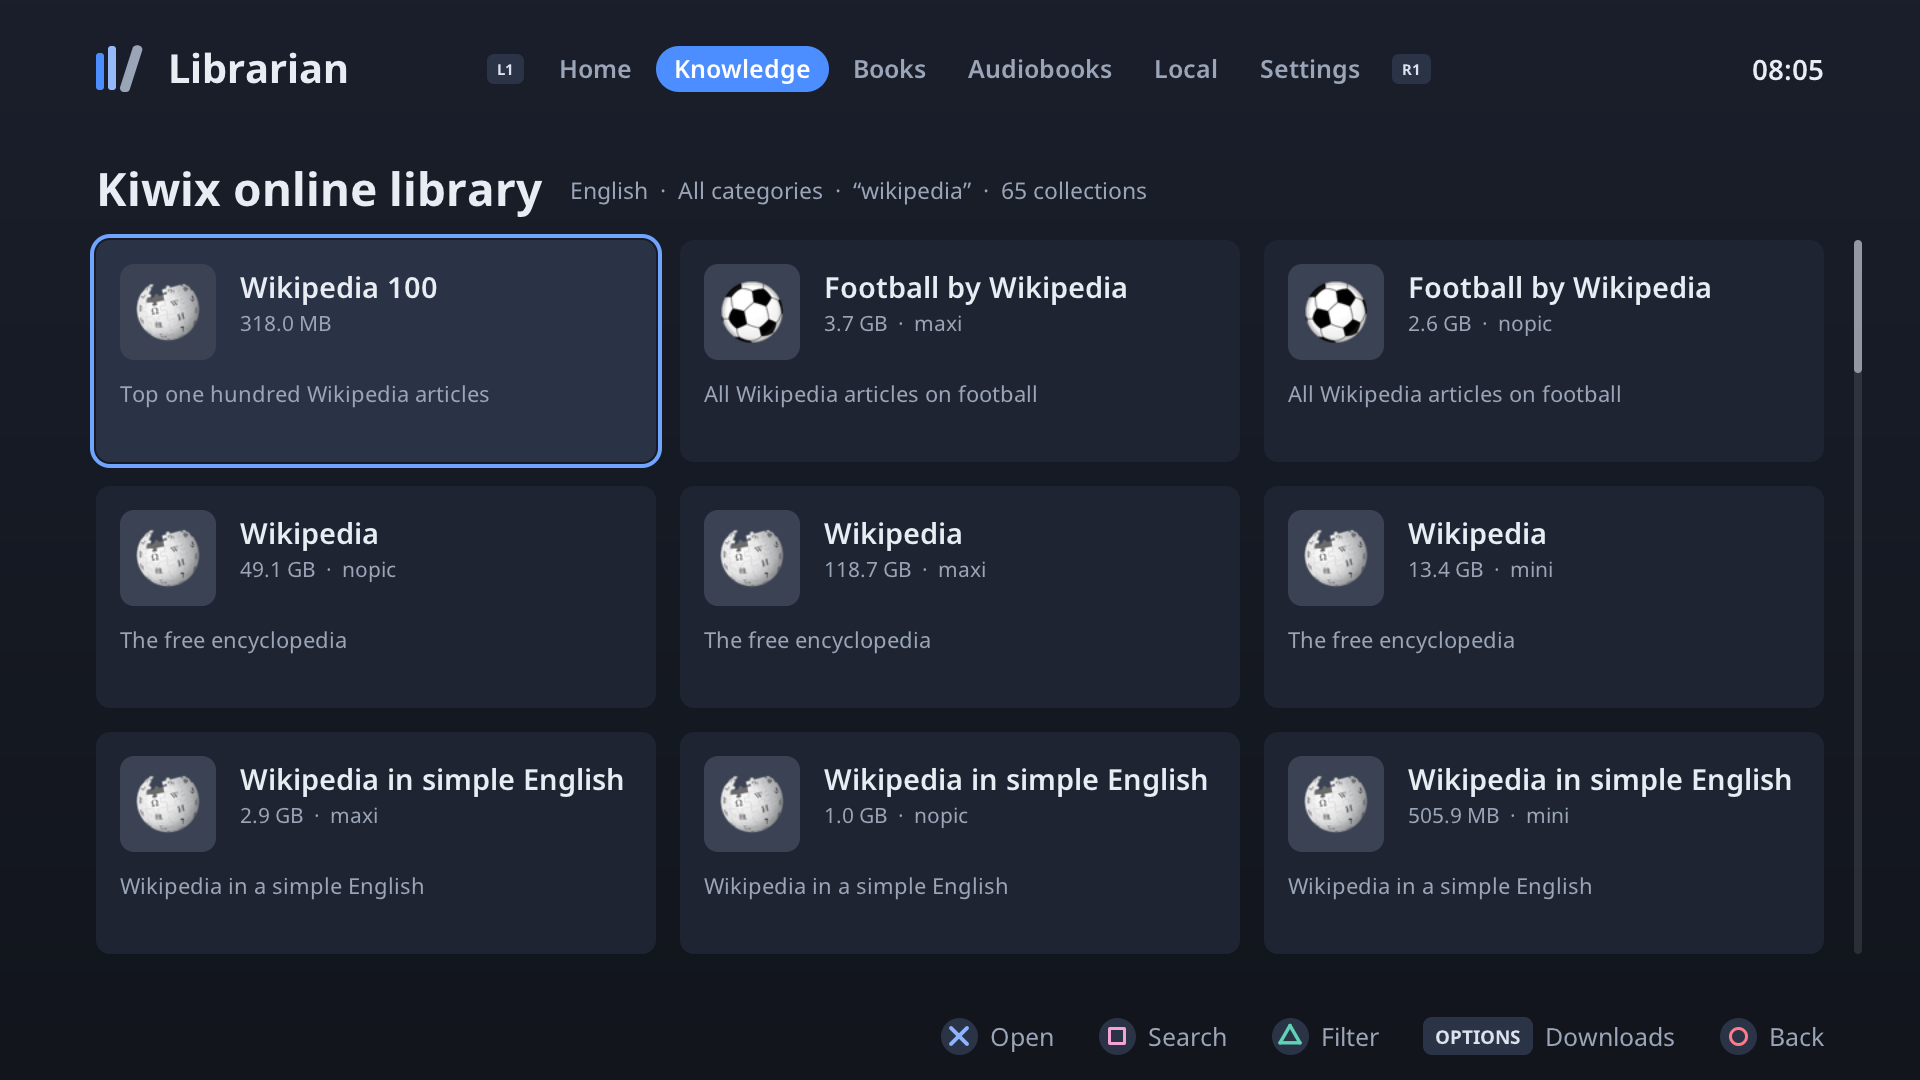 Librarian
L1 Home Knowledge Books Audiobooks Local Settings R1
08:05
Kiwix online library English · All categories · “wikipedia” · 65 collections
Wikipedia 100
318.0 MB
Top one hundred Wikipedia articles
Football by Wikipedia
3.7 GB · maxi
All Wikipedia articles on football
Football by Wikipedia
2.6 GB · nopic
All Wikipedia articles on football
Wikipedia
49.1 GB · nopic
The free encyclopedia
Wikipedia
118.7 GB · maxi
The free encyclopedia
Wikipedia
13.4 GB · mini
The free encyclopedia
Wikipedia in simple English
2.9 GB · maxi
Wikipedia in a simple English
Wikipedia in simple English
1.0 GB · nopic
Wikipedia in a simple English
Wikipedia in simple English
505.9 MB · mini
Wikipedia in a simple English
Open Search Filter OPTIONS Downloads Back